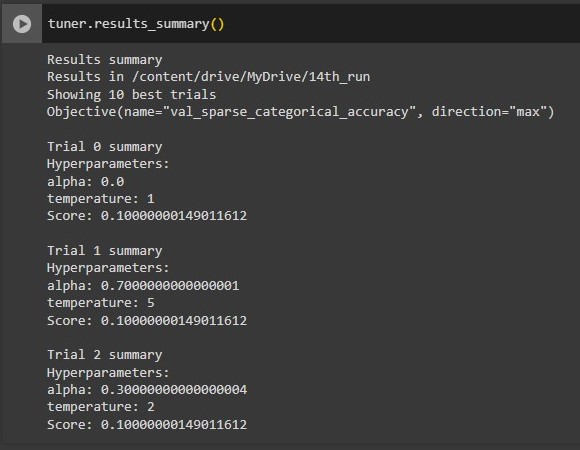 tuner.results_summary()
Results summary
Results in /content/drive/MyDrive/14th_run
Showing 10 best trials
Objective(name="val_sparse_categorical_accuracy", direction="max")
Trial 0 summary
Hyperparameters:
alpha: 0.0
temperature: 1
Score: 0.10000000149011612
Trial 1 summary
Hyperparameters:
alpha: 0.7000000000000001
temperature: 5
Score: 0.10000000149011612
Trial 2 summary
Hyperparameters:
alpha: 0.30000000000000004
temperature: 2
Score: 0.10000000149011612